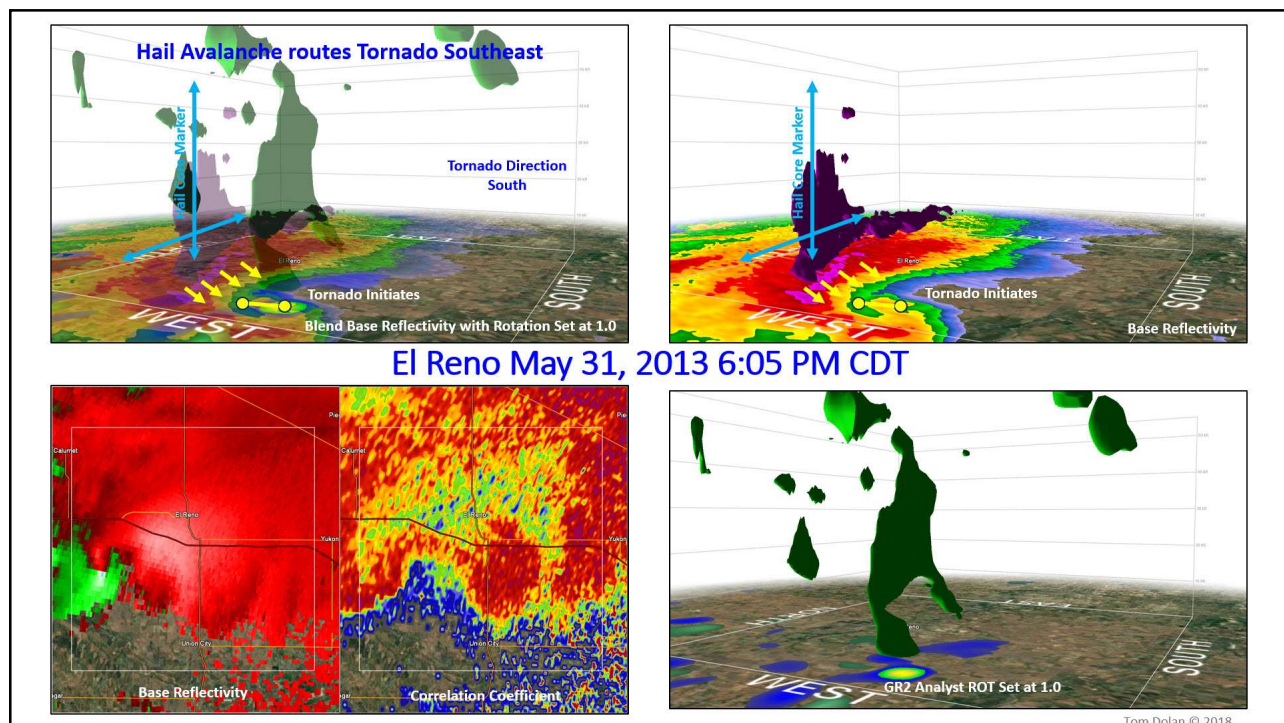 Hail Avalanche routes Tornado Southeast
Hail Core Marker
Tornado Direction
South
El Reno
Tornado Initiates
WEST
SOUTH
Blend Base Reflectivity with Rotation Set at 1.0
Hail Core Marker
El Reno
Tornado Initiates
WEST
SOUTH
Base Reflectivity
El Reno May 31, 2013 6:05 PM CDT
Calumet
El Reno
Yukon
Union City
Base Reflectivity
Pie
Calumet
El Reno
Yukon
Union City
Correlation Coefficient
WEST
SOUTH
GR2 Analyst ROT Set at 1.0
Tom Dolan © 2018